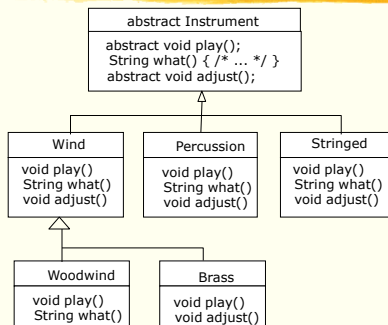 abstract Instrument
abstract void play();
String what() { /* ... */ }
abstract void adjust();
Wind
void play()
String what()
void adjust()
Percussion
void play()
String what()
void adjust()
Stringed
void play()
String what()
void adjust()
Woodwind
void play()
String what()
Brass
void play()
void adjust()